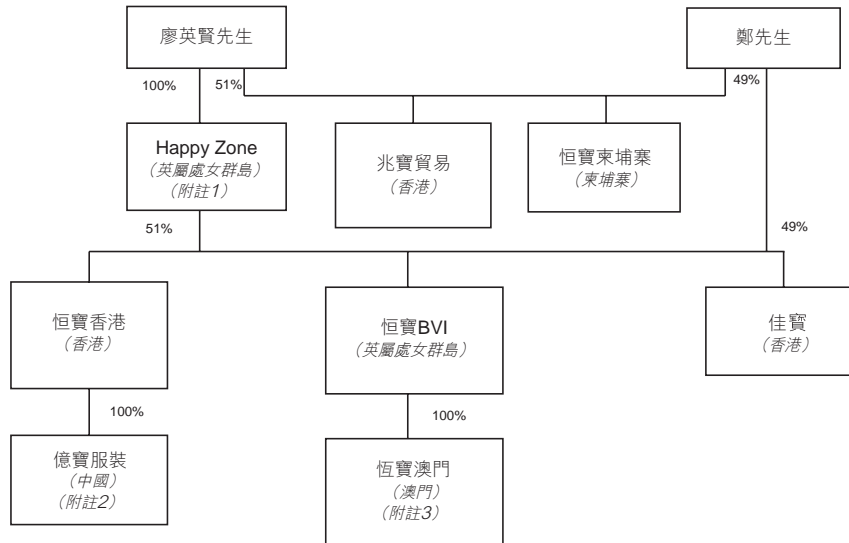 廖英賢先生
鄭先生
100%
51%
49%
Happy Zone
（英屬處女群島）
（附註1）
兆寶貿易
（香港）
恒寶柬埔寨
（柬埔寨）
51%
49%
恒寶香港
（香港）
恒寶BVI
（英屬處女群島）
佳寶
（香港）
100%
100%
億寶服裝
（中國）
（附註2）
恆寶澳門
（澳門）
（附註3）